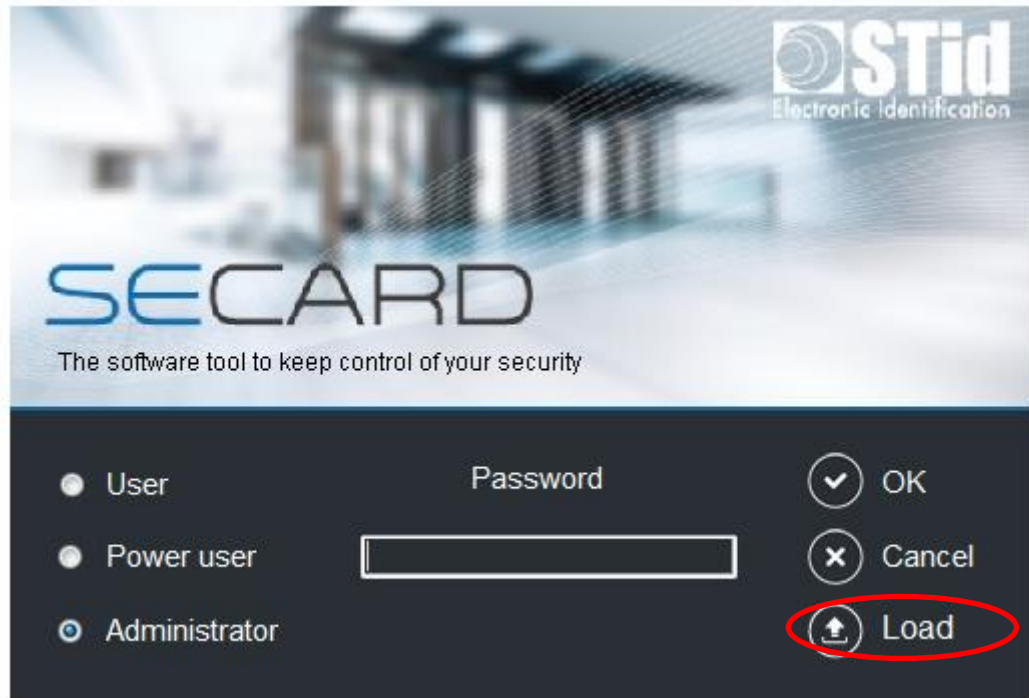 STid
Electronic Identification
SECARD
The software tool to keep control of your security
User
Password
OK
Power user
Cancel
Administrator
Load